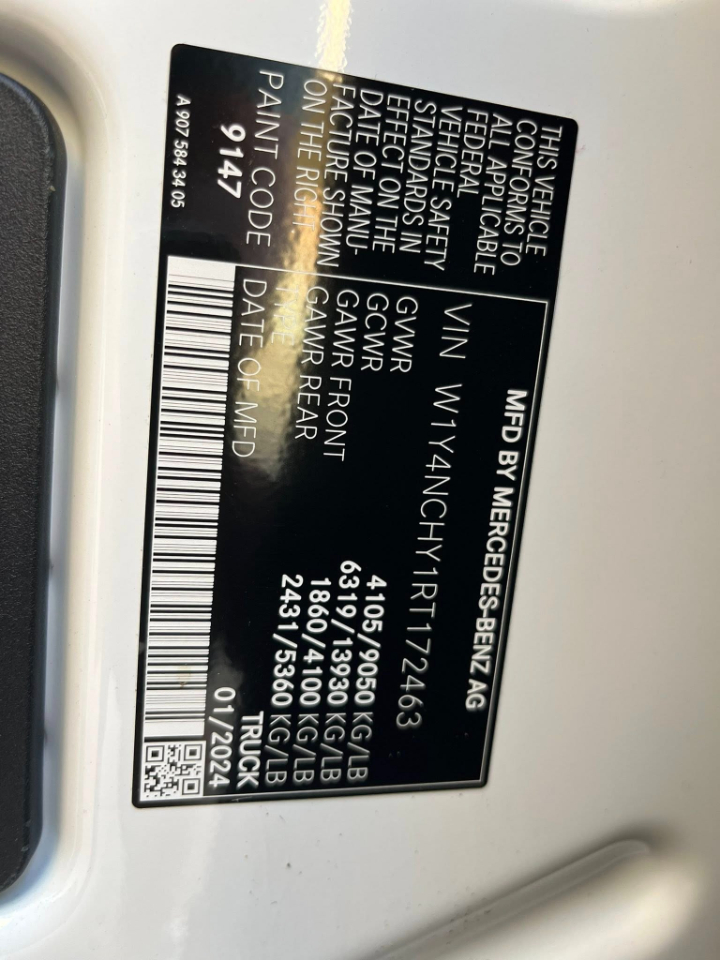 MFD BY MERCEDES-BENZ AG
THIS VEHICLE
CONFORMS TO
ALL APPLICABLE
FEDERAL
VEHICLE SAFETY
STANDARDS IN
EFFECT ON THE
DATE OF MANU-
FACTURE SHOWN
ON THE RIGHT
PAINT CODE
9147
A 907 584 34 05
VIN W1Y4NCHY1RT172463
GVWR 4105/9050 KG/LB
GCWR 6319/13930 KG/LB
GAWR FRONT 1860/4100 KG/LB
GAWR REAR 2431/5360 KG/LB
TYPE TRUCK
DATE OF MFD 01/2024